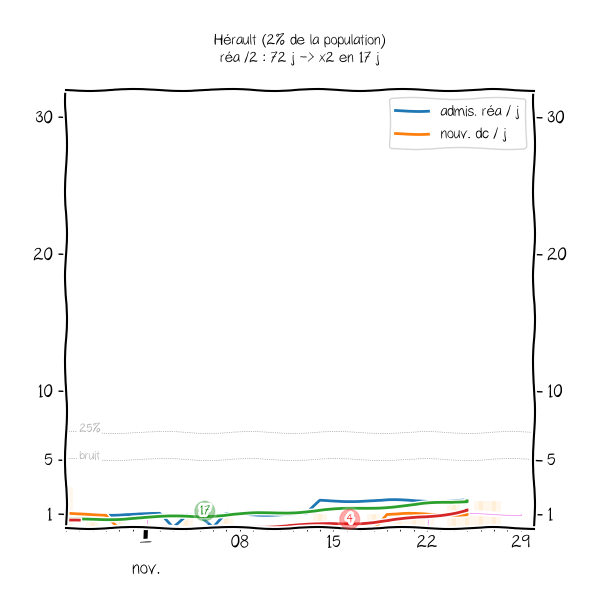 Hérault (2% de la population)
réa /2 : 72 j -> x2 en 17 j
admis. réa / j
nouv. dc / j
30 30
20 20
10 10
25%
5 bruit 5
17
1 4 1
1 08 15 22 29
nov.